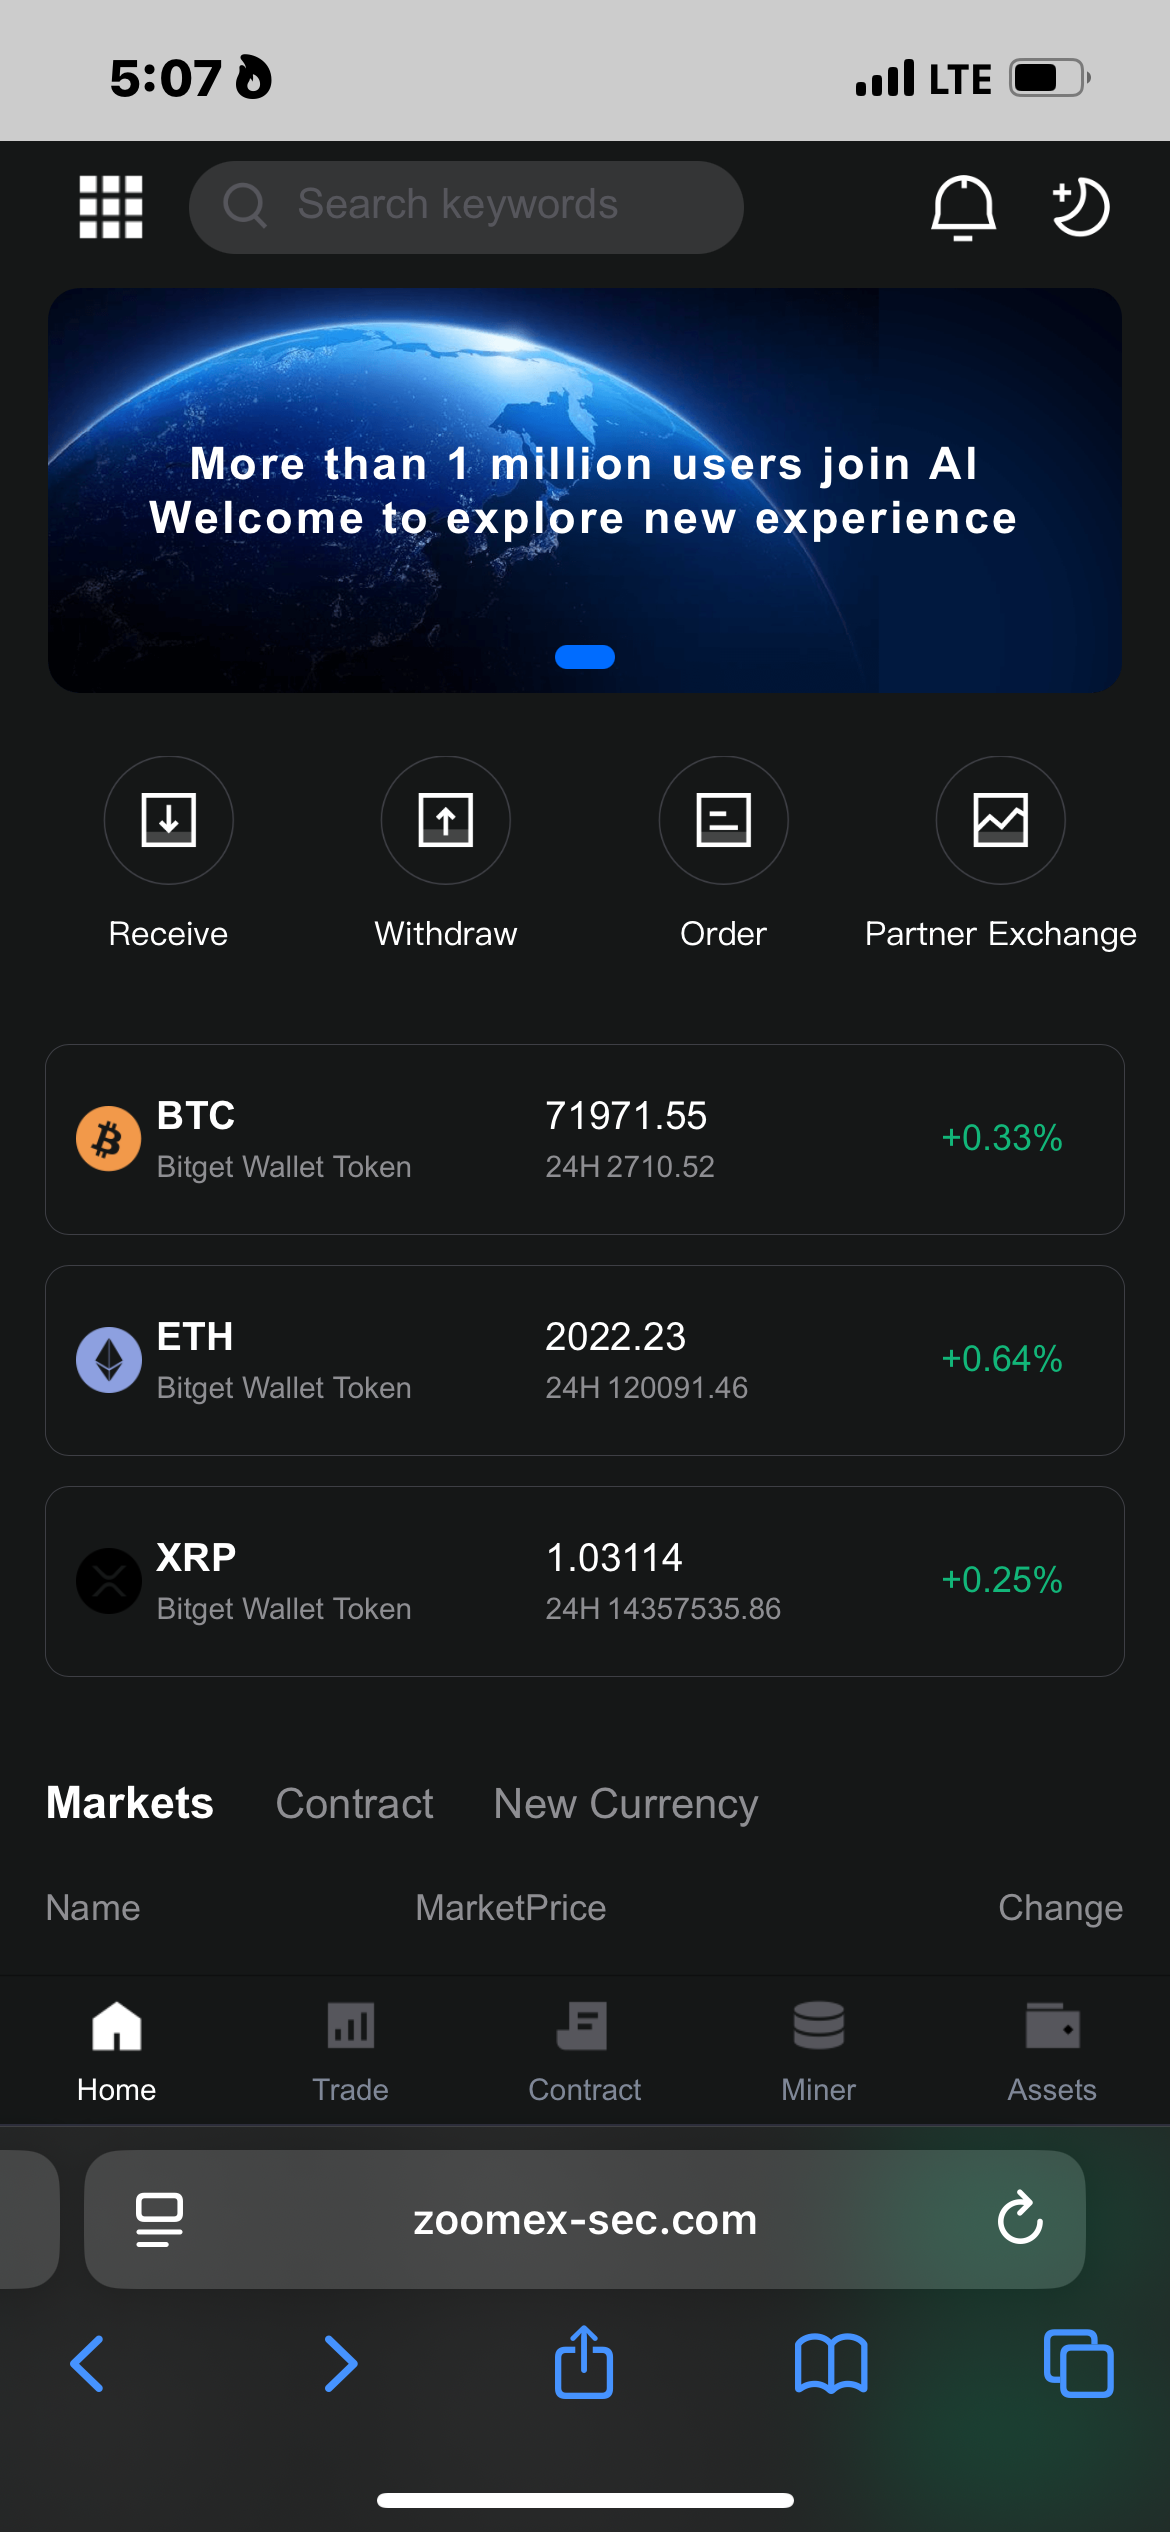 5:07 LTE
Search keywords
More than 1 million users join AI
Welcome to explore new experience
Receive Withdraw Order Partner Exchange
BTC 71971.55
+0.33%
Bitget Wallet Token 24H 2710.52
ETH 2022.23
+0.64%
Bitget Wallet Token 24H 120091.46
XRP 1.03114
+0.25%
Bitget Wallet Token 24H 14357535.86
Markets Contract New Currency
Name MarketPrice Change
Home Trade Contract Miner Assets
zoomex-sec.com